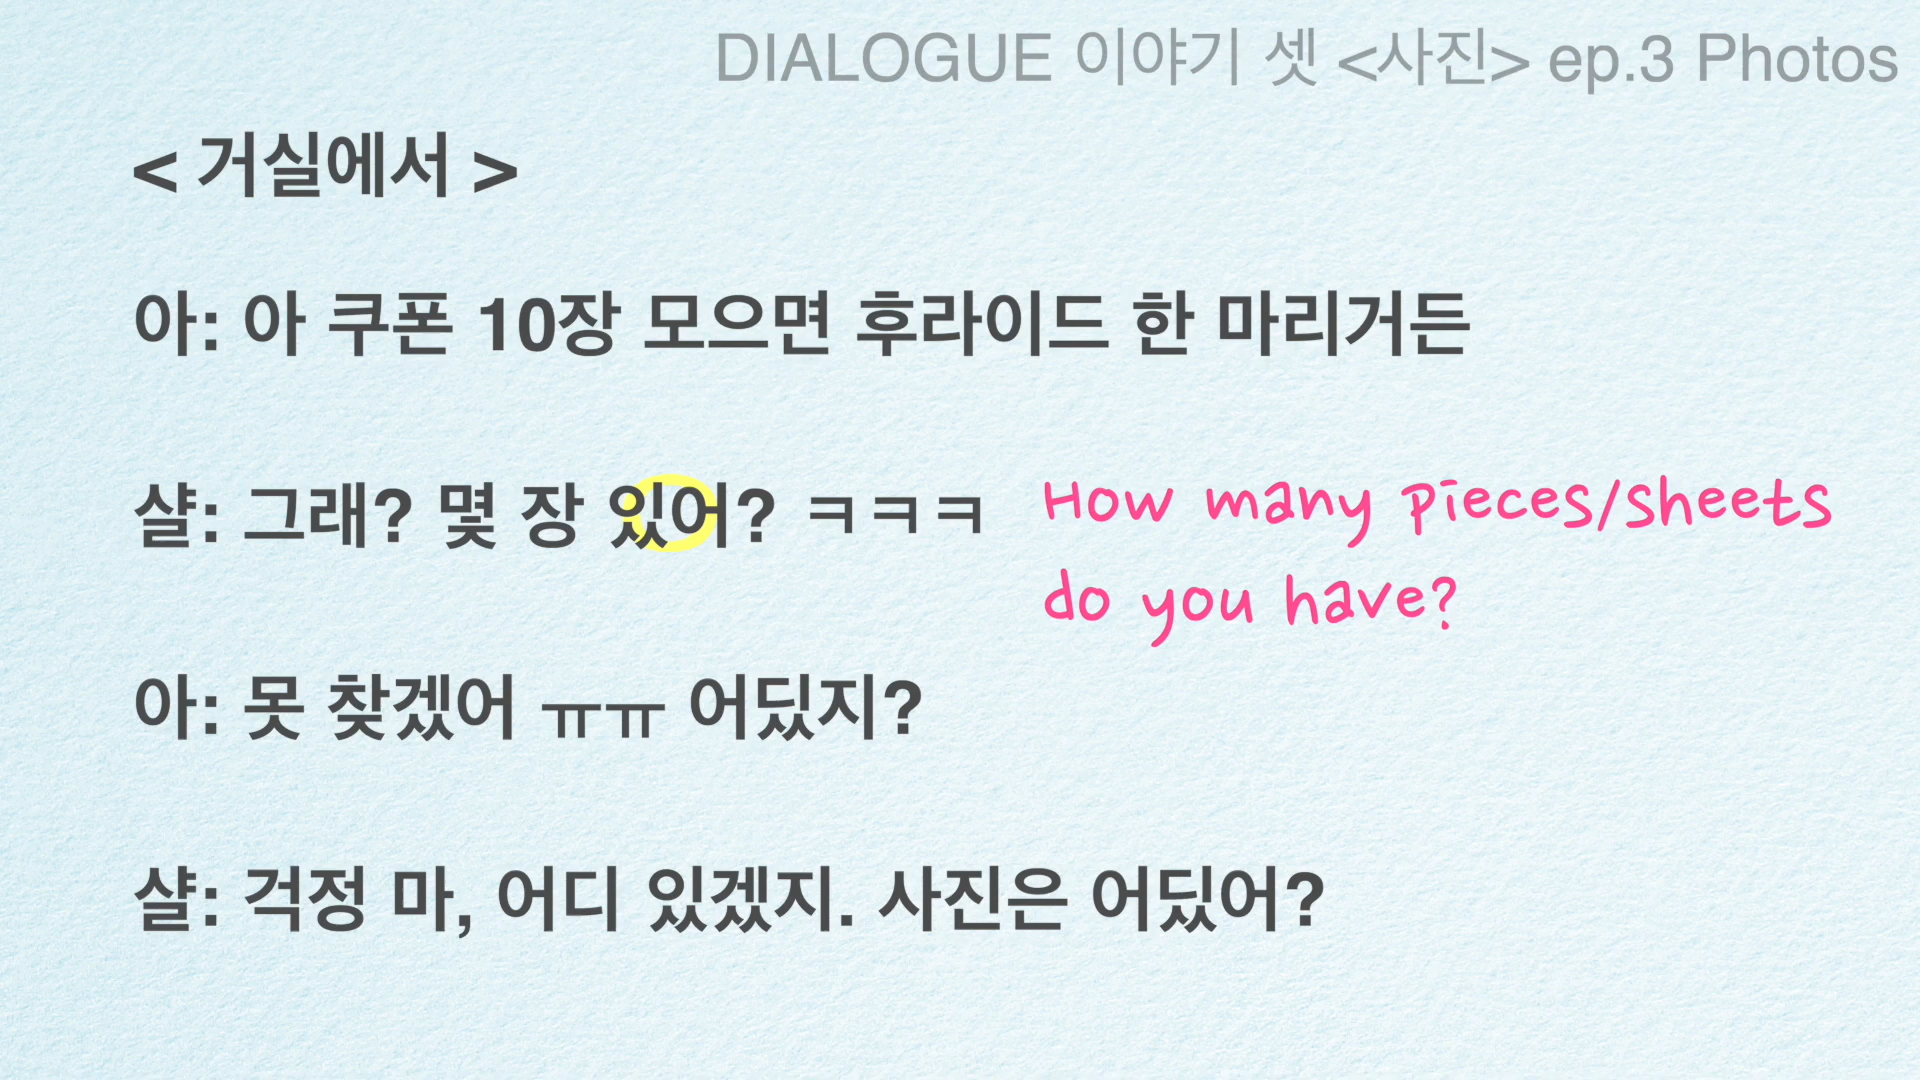 DIALOGUE 이야기 셋 <사진> ep.3 Photos
< 거실에서 >
아: 아 쿠폰 10장 모으면 후라이드 한 마리거든
샬: 그래? 몇 장 있어? ㅋㅋㅋ
How many pieces/sheets
do you have?
아: 못 찾겠어 ㅠㅠ 어딨지?
샬: 걱정 마, 어디 있겠지. 사진은 어딨어?